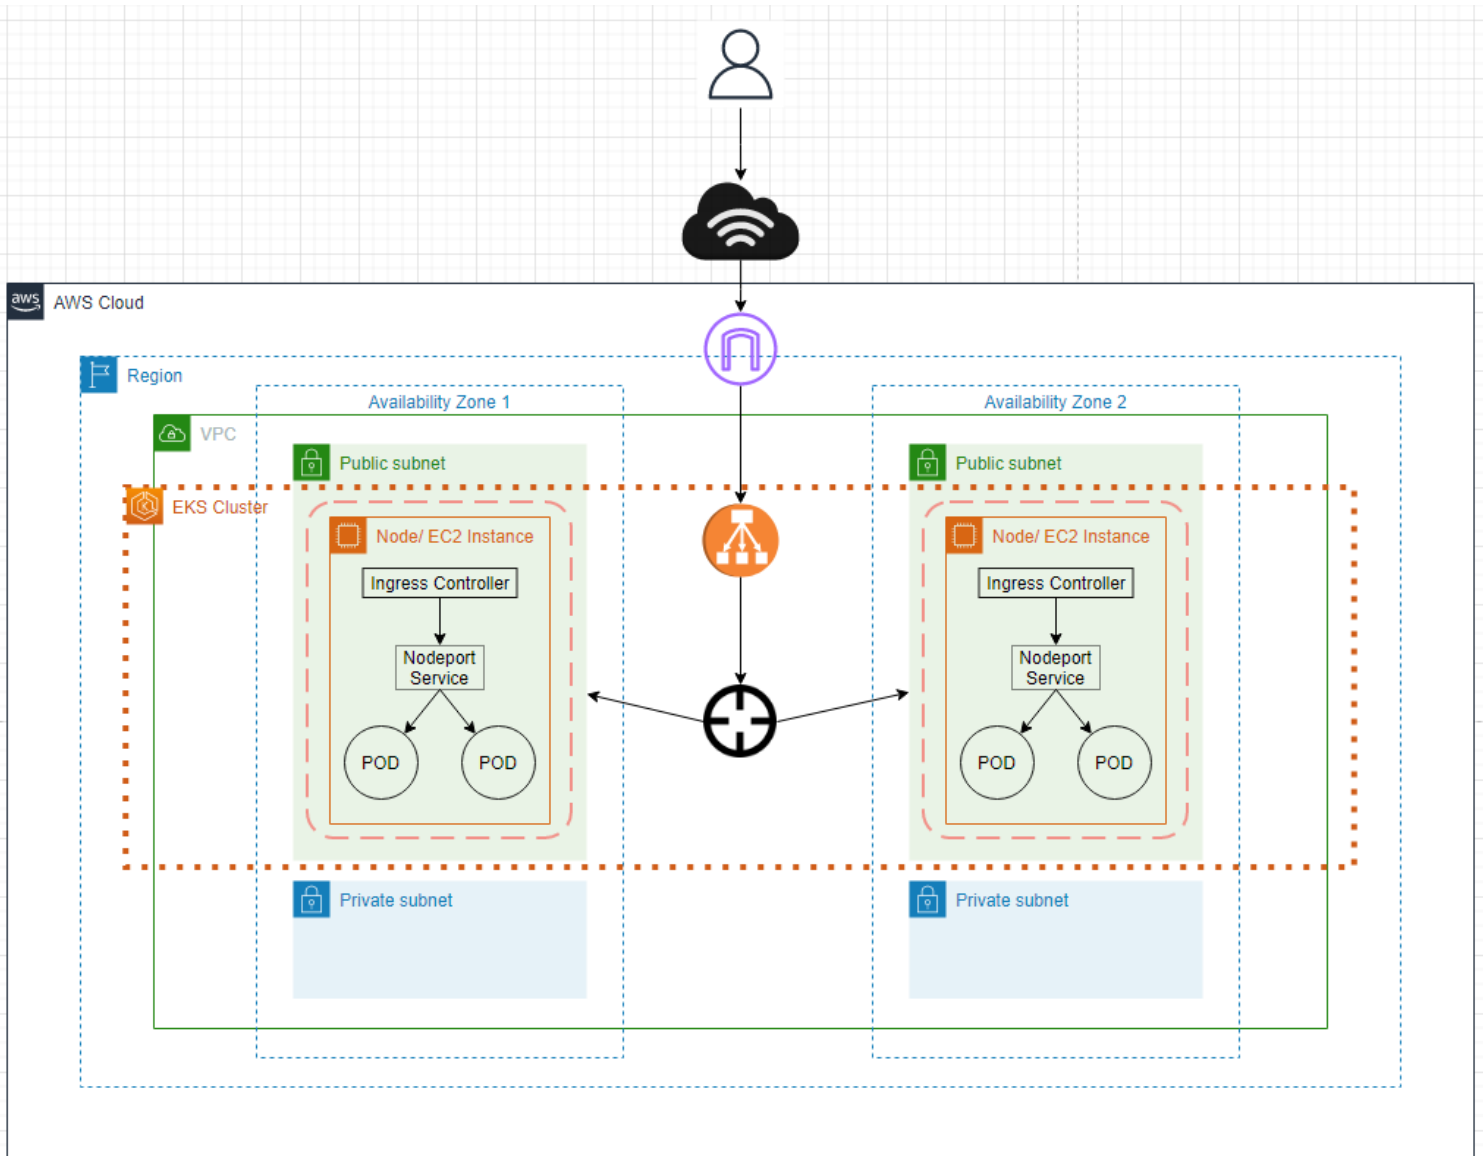 aws
AWS Cloud
Region
Availability Zone 1
Availability Zone 2
VPC
Public subnet
Public subnet
EKS Cluster
Node/ EC2 Instance
Ingress Controller
Nodeport
Service
POD
POD
Node/ EC2 Instance
Ingress Controller
Nodeport
Service
POD
POD
Private subnet
Private subnet